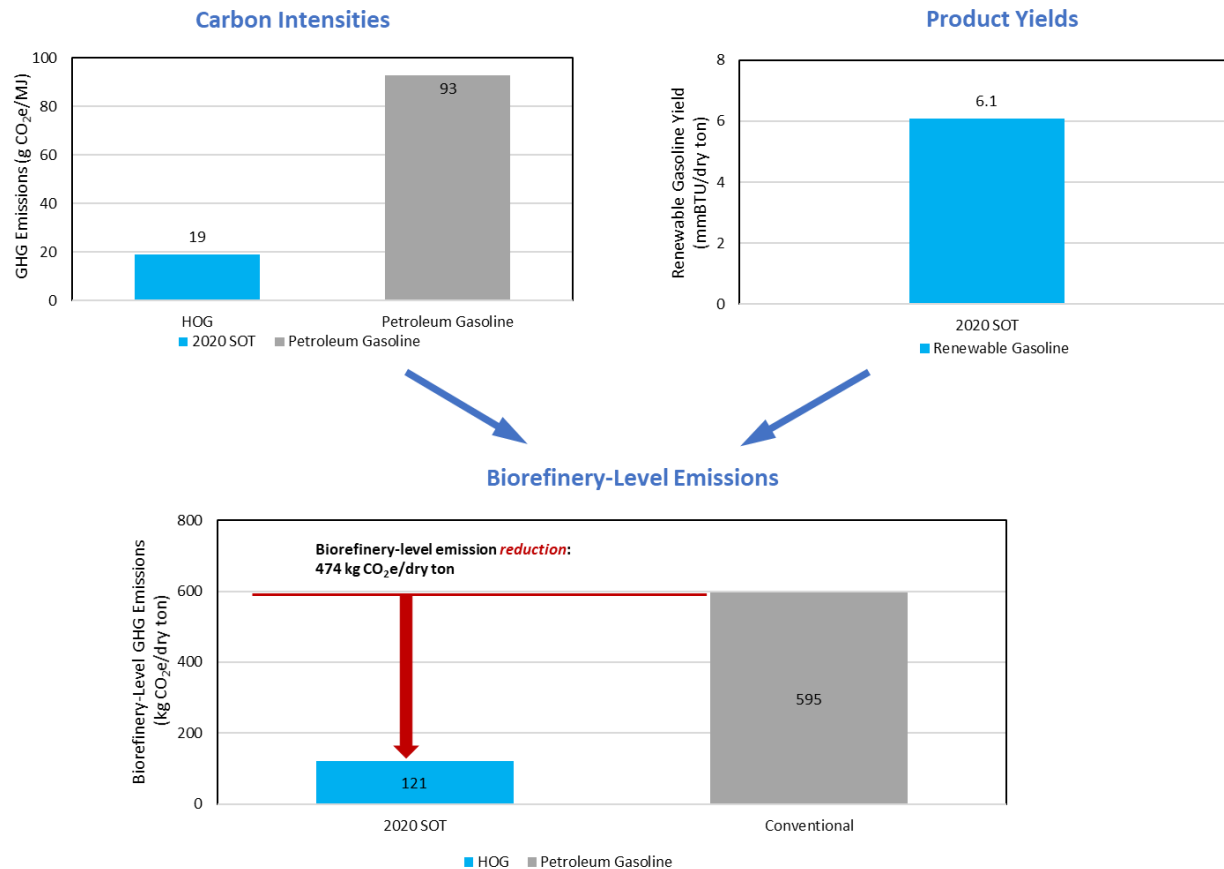 Carbon Intensities
GHG Emissions (g CO₂e/MJ)
100
80
60
40
20
0
19
93
HOG
Petroleum Gasoline
2020 SOT
Petroleum Gasoline
Product Yields
Renewable Gasoline Yield
(mmBTU/dry ton)
8
6
4
2
0
6.1
2020 SOT
Renewable Gasoline
Biorefinery-Level Emissions
Biorefinery-Level GHG Emissions
(kg CO₂e/dry ton)
800
600
400
200
0
Biorefinery-level emission reduction:
474 kg CO₂e/dry ton
121
595
2020 SOT
Conventional
HOG
Petroleum Gasoline